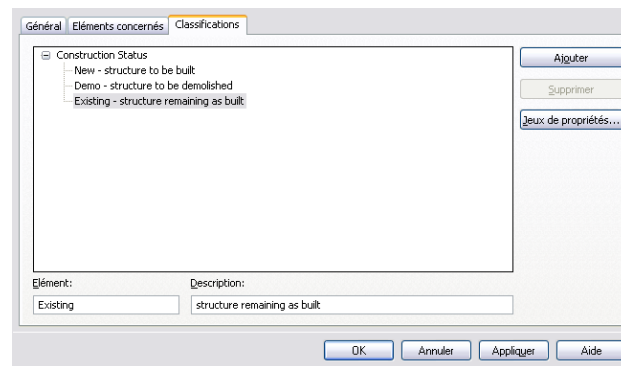 Général Eléments concernés Classifications
Construction Status
New - structure to be built
Demo - structure to be demolished
Existing - structure remaining as built
Ajouter
Supprimer
Jeux de propriétés...
Elément: Description:
Existing structure remaining as built
OK Annuler Appliquer Aide